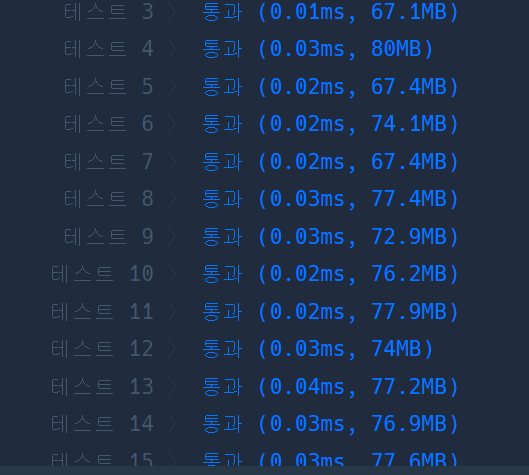 테스트 3 〉 통과 (0.01ms, 67.1MB)
테스트 4 〉 통과 (0.03ms, 80MB)
테스트 5 〉 통과 (0.02ms, 67.4MB)
테스트 6 〉 통과 (0.02ms, 74.1MB)
테스트 7 〉 통과 (0.02ms, 67.4MB)
테스트 8 〉 통과 (0.03ms, 77.4MB)
테스트 9 〉 통과 (0.03ms, 72.9MB)
테스트 10 〉 통과 (0.02ms, 76.2MB)
테스트 11 〉 통과 (0.02ms, 77.9MB)
테스트 12 〉 통과 (0.03ms, 74MB)
테스트 13 〉 통과 (0.04ms, 77.2MB)
테스트 14 〉 통과 (0.03ms, 76.9MB)
테스트 15 〉 통과 (0.03ms, 77.6MB)